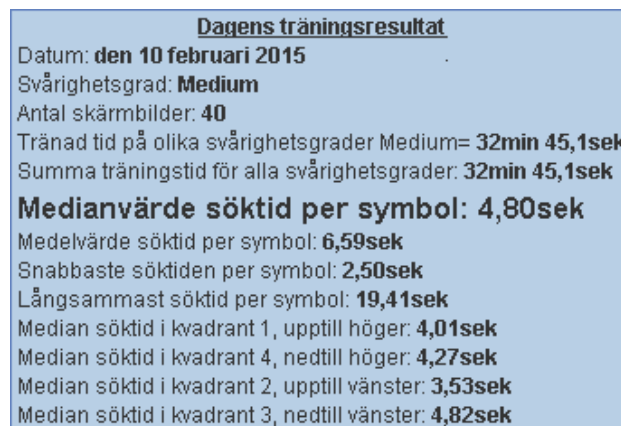 Dagens träningsresultat
Datum: den 10 februari 2015
Svårighetsgrad: Medium
Antal skärmbilder: 40
Tränad tid på olika svårighetsgrader Medium= 32min 45,1sek
Summa träningstid för alla svårighetsgrader: 32min 45,1sek
Medianvärde söktid per symbol: 4,80sek
Medelvärde söktid per symbol: 6,59sek
Snabbaste söktiden per symbol: 2,50sek
Långsammast söktid per symbol: 19,41sek
Median söktid i kvadrant 1, upptill höger: 4,01sek
Median söktid i kvadrant 4, nedtill höger: 4,27sek
Median söktid i kvadrant 2, upptill vänster: 3,53sek
Median söktid i kvadrant 3, nedtill vänster: 4,82sek